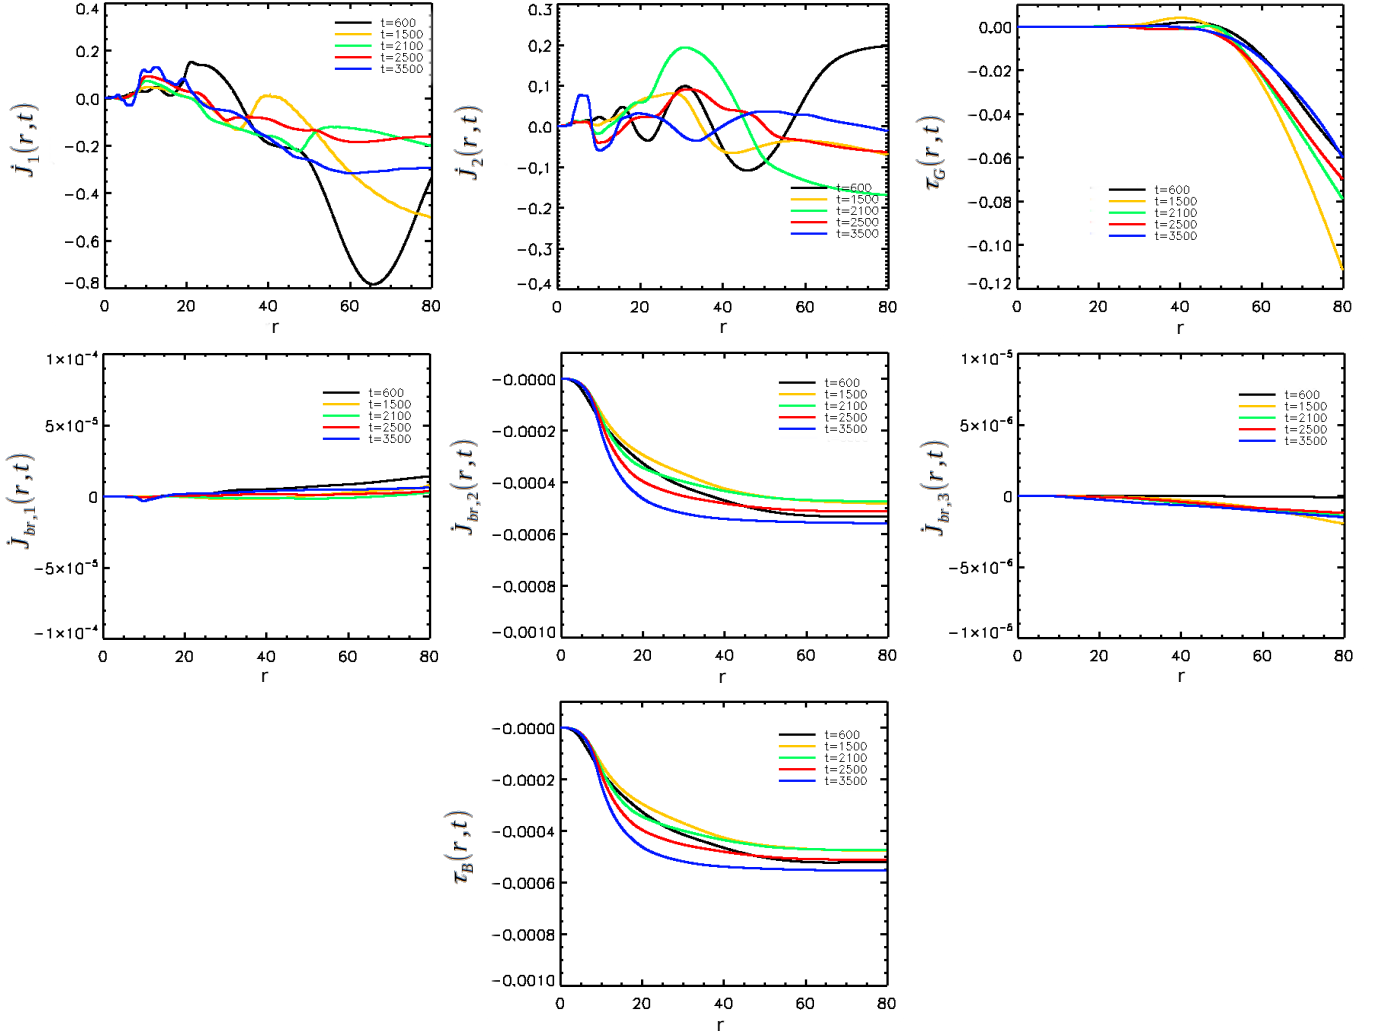 J̇₁(r,t)
0.4
0.2
0.0
−0.2
−0.4
−0.6
−0.8
t=600
t=1500
t=2100
t=2500
t=3500
0 20 40 60 80
r
J̇₂(r,t)
0.3
0.2
0.1
0.0
−0.1
−0.2
−0.3
−0.4
t=600
t=1500
t=2100
t=2500
t=3500
0 20 40 60 80
r
τ_G(r,t)
0.00
−0.02
−0.04
−0.06
−0.08
−0.10
−0.12
t=600
t=1500
t=2100
t=2500
t=3500
0 20 40 60 80
r
J̇_br,1(r,t)
1×10⁻⁴
5×10⁻⁵
0
−5×10⁻⁵
−1×10⁻⁴
t=600
t=1500
t=2100
t=2500
t=3500
0 20 40 60 80
r
J̇_br,2(r,t)
−0.0000
−0.0002
−0.0004
−0.0006
−0.0008
−0.0010
t=600
t=1500
t=2100
t=2500
t=3500
0 20 40 60 80
r
J̇_br,3(r,t)
1×10⁻⁵
5×10⁻⁶
0
−5×10⁻⁶
−1×10⁻⁵
t=600
t=1500
t=2100
t=2500
t=3500
0 20 40 60 80
r
τ_B(r,t)
−0.0000
−0.0002
−0.0004
−0.0006
−0.0008
−0.0010
t=600
t=1500
t=2100
t=2500
t=3500
0 20 40 60 80
r